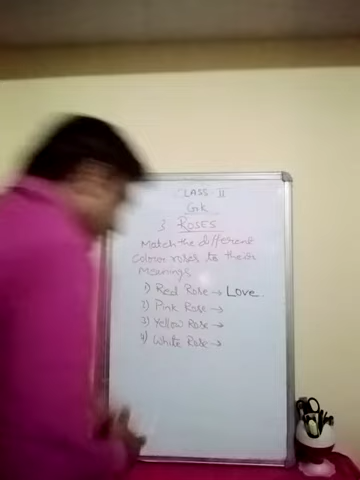 CLASS-II
G.K
3 ROSES
Match the different
Colour roses to their
Meanings
1) Red Rose → Love.
2) Pink Rose →
3) Yellow Rose →
4) White Rose →